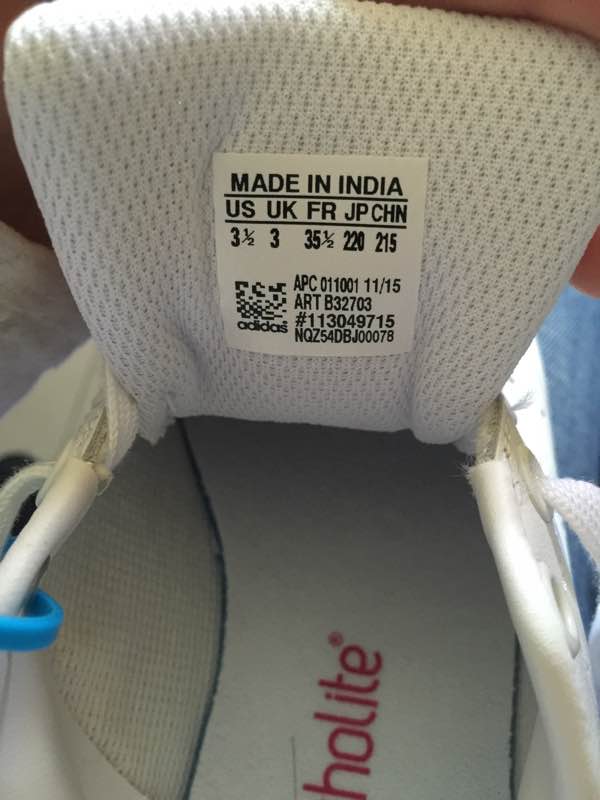 MADE IN INDIA
US UK FR JP CHN
3½ 3 35½ 220 215
APC 011001 11/15
ART B32703
#113049715
NQZ54DBJ00078
adidas
holite®